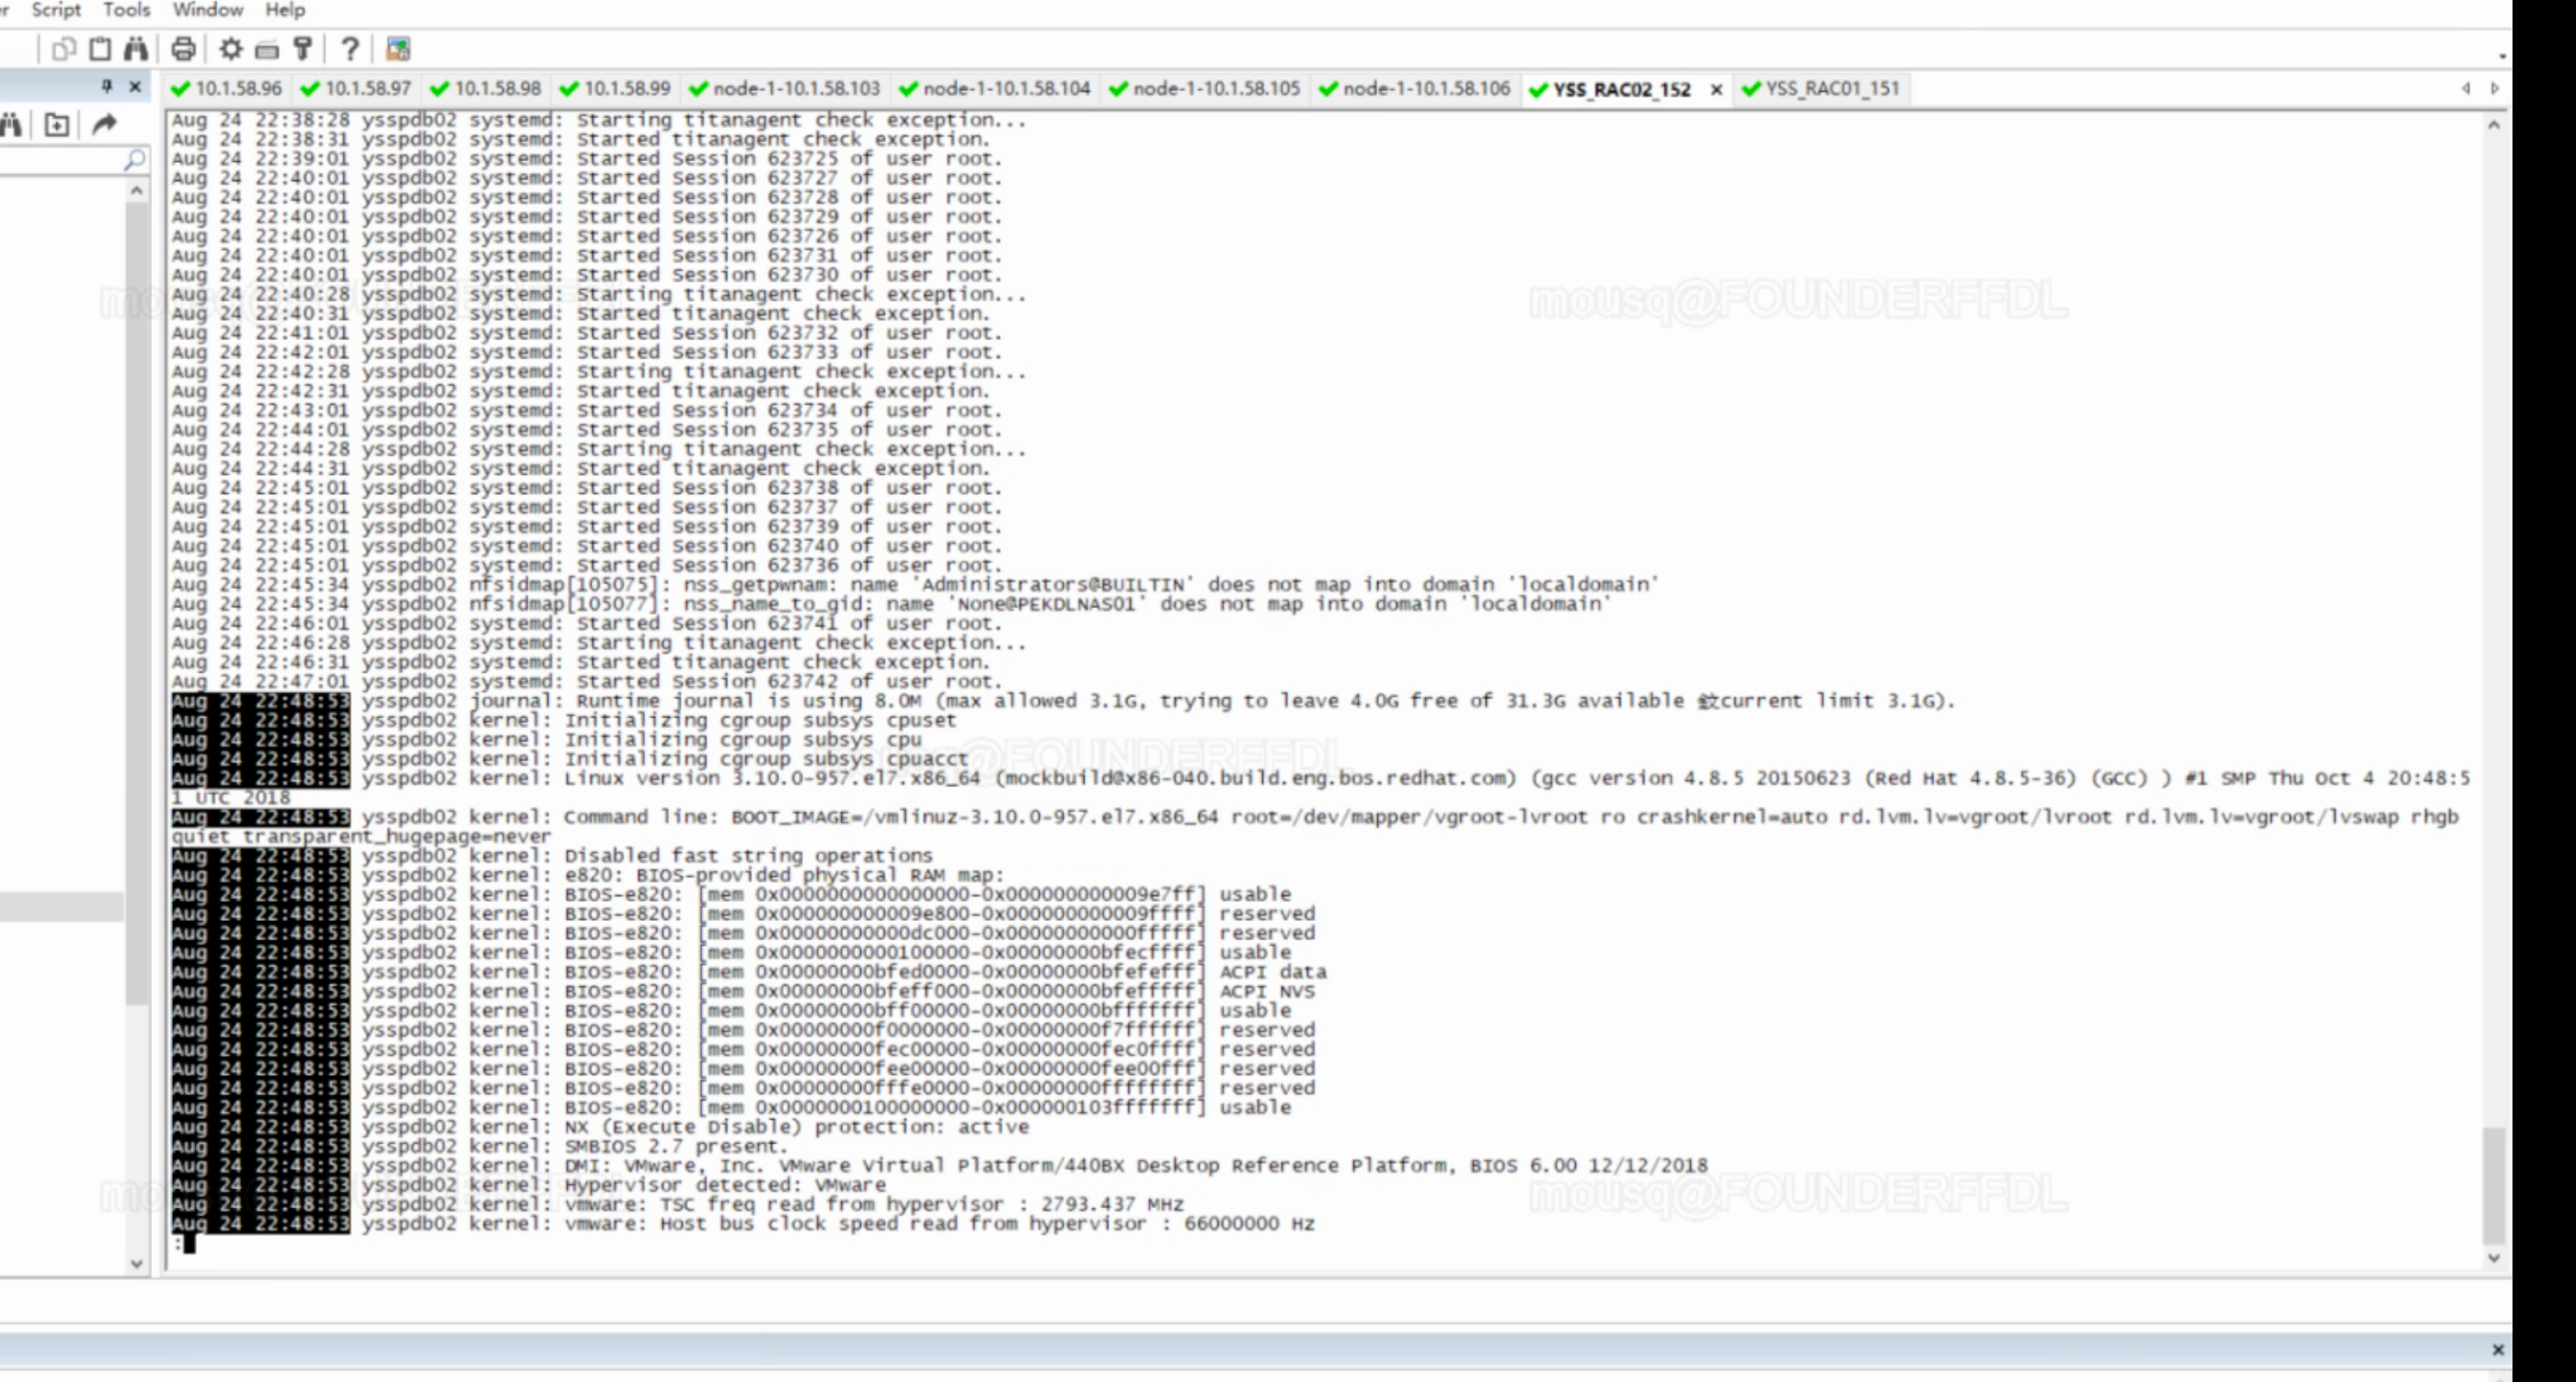 Script Tools Window Help
10.1.58.96 10.1.58.97 10.1.58.98 10.1.58.99 node-1-10.1.58.103 node-1-10.1.58.104 node-1-10.1.58.105 node-1-10.1.58.106 YSS_RAC02_152 YSS_RAC01_151
Aug 24 22:38:28 ysspdb02 systemd: Starting titanagent check exception...
Aug 24 22:38:31 ysspdb02 systemd: Started titanagent check exception.
Aug 24 22:39:01 ysspdb02 systemd: Started Session 623725 of user root.
Aug 24 22:40:01 ysspdb02 systemd: Started Session 623727 of user root.
Aug 24 22:40:01 ysspdb02 systemd: Started Session 623728 of user root.
Aug 24 22:40:01 ysspdb02 systemd: Started Session 623729 of user root.
Aug 24 22:40:01 ysspdb02 systemd: Started Session 623726 of user root.
Aug 24 22:40:01 ysspdb02 systemd: Started Session 623731 of user root.
Aug 24 22:40:01 ysspdb02 systemd: Started Session 623730 of user root.
Aug 24 22:40:28 ysspdb02 systemd: Starting titanagent check exception...
Aug 24 22:40:31 ysspdb02 systemd: Started titanagent check exception.
Aug 24 22:41:01 ysspdb02 systemd: Started Session 623732 of user root.
Aug 24 22:42:01 ysspdb02 systemd: Started Session 623733 of user root.
Aug 24 22:42:28 ysspdb02 systemd: Starting titanagent check exception...
Aug 24 22:42:31 ysspdb02 systemd: Started titanagent check exception.
Aug 24 22:43:01 ysspdb02 systemd: Started Session 623734 of user root.
Aug 24 22:44:01 ysspdb02 systemd: Started Session 623735 of user root.
Aug 24 22:44:28 ysspdb02 systemd: Starting titanagent check exception...
Aug 24 22:44:31 ysspdb02 systemd: Started titanagent check exception.
Aug 24 22:45:01 ysspdb02 systemd: Started Session 623738 of user root.
Aug 24 22:45:01 ysspdb02 systemd: Started Session 623737 of user root.
Aug 24 22:45:01 ysspdb02 systemd: Started Session 623739 of user root.
Aug 24 22:45:01 ysspdb02 systemd: Started Session 623740 of user root.
Aug 24 22:45:01 ysspdb02 systemd: Started Session 623736 of user root.
Aug 24 22:45:34 ysspdb02 nfsidmap[105075]: nss_getpwnam: name 'Administrators@BUILTIN' does not map into domain 'localdomain'
Aug 24 22:45:34 ysspdb02 nfsidmap[105077]: nss_name_to_gid: name 'None@PEKDLNAS01' does not map into domain 'localdomain'
Aug 24 22:46:01 ysspdb02 systemd: Started Session 623741 of user root.
Aug 24 22:46:28 ysspdb02 systemd: Starting titanagent check exception...
Aug 24 22:46:31 ysspdb02 systemd: Started titanagent check exception.
Aug 24 22:47:01 ysspdb02 systemd: Started Session 623742 of user root.
Aug 24 22:48:53 ysspdb02 journal: Runtime journal is using 8.0M (max allowed 3.1G, trying to leave 4.0G free of 31.3G available current limit 3.1G).
Aug 24 22:48:53 ysspdb02 kernel: Initializing cgroup subsys cpuset
Aug 24 22:48:53 ysspdb02 kernel: Initializing cgroup subsys cpu
Aug 24 22:48:53 ysspdb02 kernel: Initializing cgroup subsys cpuacct
Aug 24 22:48:53 ysspdb02 kernel: Linux version 3.10.0-957.el7.x86_64 (mockbuild@x86-040.build.eng.bos.redhat.com) (gcc version 4.8.5 20150623 (Red Hat 4.8.5-36) (GCC) ) #1 SMP Thu Oct 4 20:48:5
1 UTC 2018
Aug 24 22:48:53 ysspdb02 kernel: Command line: BOOT_IMAGE=/vmlinuz-3.10.0-957.el7.x86_64 root=/dev/mapper/vgroot-lvroot ro crashkernel=auto rd.lvm.lv=vgroot/lvroot rd.lvm.lv=vgroot/lvswap rhgb
quiet transparent_hugepage=never
Aug 24 22:48:53 ysspdb02 kernel: Disabled fast string operations
Aug 24 22:48:53 ysspdb02 kernel: e820: BIOS-provided physical RAM map:
Aug 24 22:48:53 ysspdb02 kernel: BIOS-e820: [mem 0x0000000000000000-0x000000000009e7ff] usable
Aug 24 22:48:53 ysspdb02 kernel: BIOS-e820: [mem 0x000000000009e800-0x000000000009ffff] reserved
Aug 24 22:48:53 ysspdb02 kernel: BIOS-e820: [mem 0x00000000000dc000-0x00000000000fffff] reserved
Aug 24 22:48:53 ysspdb02 kernel: BIOS-e820: [mem 0x0000000000100000-0x00000000bfecffff] usable
Aug 24 22:48:53 ysspdb02 kernel: BIOS-e820: [mem 0x00000000bfed0000-0x00000000bfefefff] ACPI data
Aug 24 22:48:53 ysspdb02 kernel: BIOS-e820: [mem 0x00000000bfeff000-0x00000000bfefffff] ACPI NVS
Aug 24 22:48:53 ysspdb02 kernel: BIOS-e820: [mem 0x00000000bff00000-0x00000000bfffffff] usable
Aug 24 22:48:53 ysspdb02 kernel: BIOS-e820: [mem 0x00000000f0000000-0x00000000f7ffffff] reserved
Aug 24 22:48:53 ysspdb02 kernel: BIOS-e820: [mem 0x00000000fec00000-0x00000000fec0ffff] reserved
Aug 24 22:48:53 ysspdb02 kernel: BIOS-e820: [mem 0x00000000fee00000-0x00000000fee00fff] reserved
Aug 24 22:48:53 ysspdb02 kernel: BIOS-e820: [mem 0x00000000fffe0000-0x00000000ffffffff] reserved
Aug 24 22:48:53 ysspdb02 kernel: BIOS-e820: [mem 0x0000000100000000-0x000000103fffffff] usable
Aug 24 22:48:53 ysspdb02 kernel: NX (Execute Disable) protection: active
Aug 24 22:48:53 ysspdb02 kernel: SMBIOS 2.7 present.
Aug 24 22:48:53 ysspdb02 kernel: DMI: VMware, Inc. VMware Virtual Platform/440BX Desktop Reference Platform, BIOS 6.00 12/12/2018
Aug 24 22:48:53 ysspdb02 kernel: Hypervisor detected: VMware
Aug 24 22:48:53 ysspdb02 kernel: vmware: TSC freq read from hypervisor : 2793.437 MHz
Aug 24 22:48:53 ysspdb02 kernel: vmware: Host bus clock speed read from hypervisor : 66000000 Hz
:
mousq@FOUNDERFFDL
@FOUNDERFFDL
mousq@FOUNDERFFDL